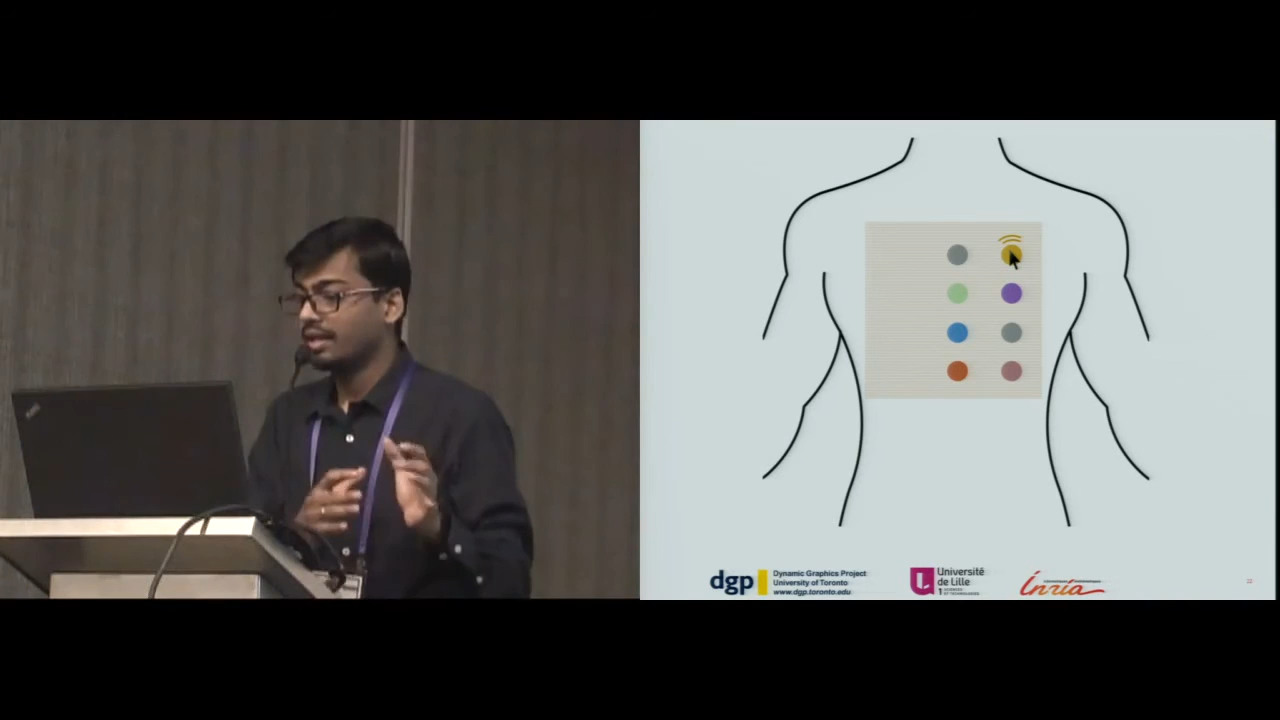 dgp
Dynamic Graphics Project
University of Toronto
www.dgp.toronto.edu
Université
de Lille
Inria